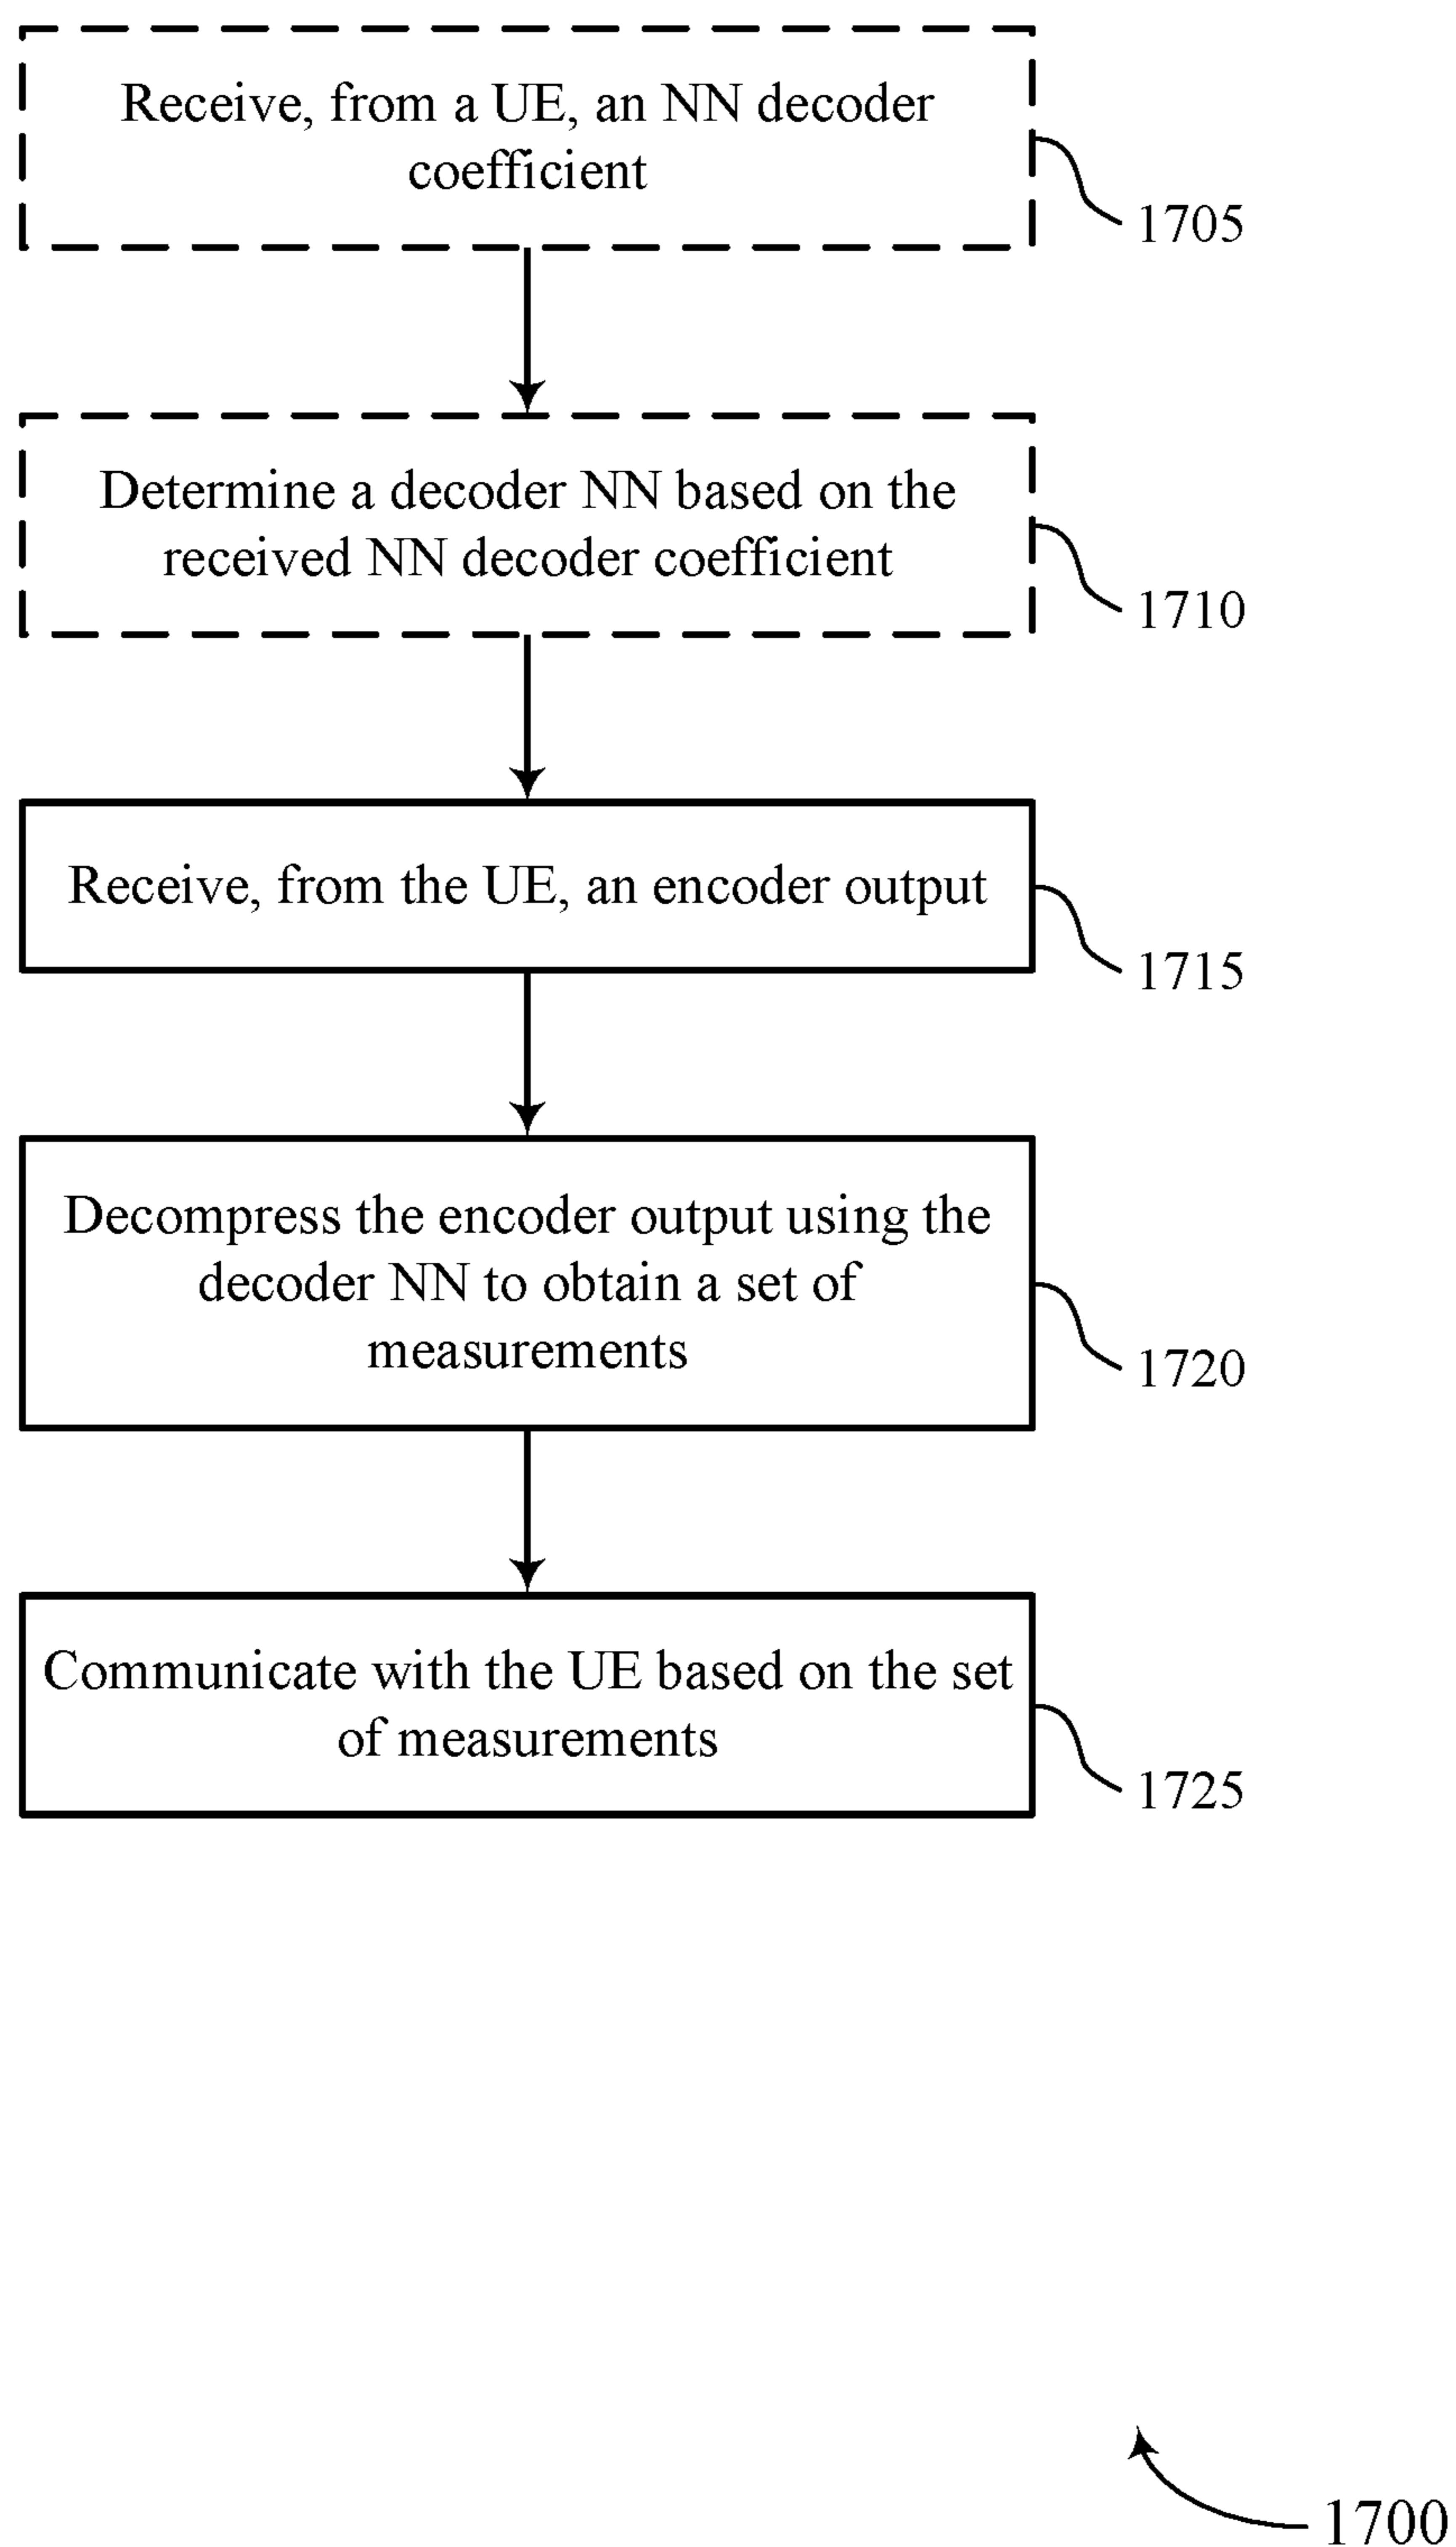 Receive, from a UE, an NN decoder
coefficient
1705
Determine a decoder NN based on the
received NN decoder coefficient
1710
Receive, from the UE, an encoder output
1715
Decompress the encoder output using the
decoder NN to obtain a set of
measurements
1720
Communicate with the UE based on the set
of measurements
1725
1700